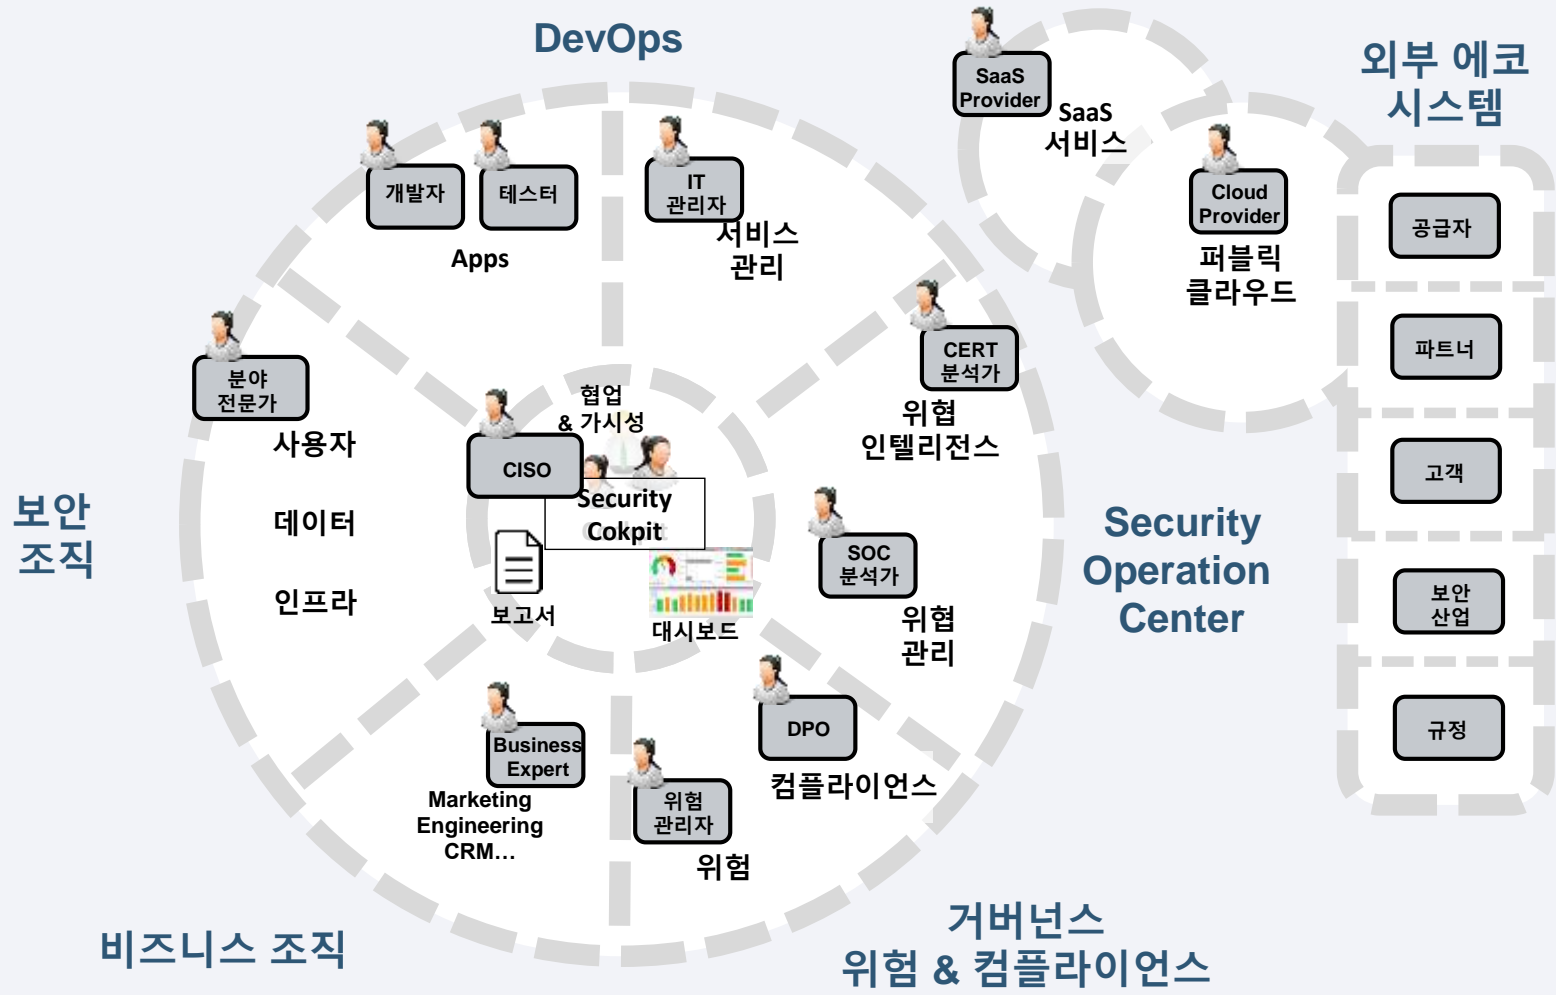 DevOps
개발자
테스터
Apps
IT
관리자
서비스
관리
SaaS
Provider
SaaS
서비스
Cloud
Provider
퍼블릭
클라우드
외부 에코
시스템
공급자
파트너
고객
보안
산업
규정
보안
조직
분야
전문가
사용자
데이터
인프라
협업
& 가시성
CISO
Security
Cokpit
보고서
대시보드
CERT
분석가
위협
인텔리전스
SOC
분석가
위협
관리
Security
Operation
Center
DPO
컴플라이언스
위험
관리자
위험
Business
Expert
Marketing
Engineering
CRM...
비즈니스 조직
거버넌스
위험 & 컴플라이언스